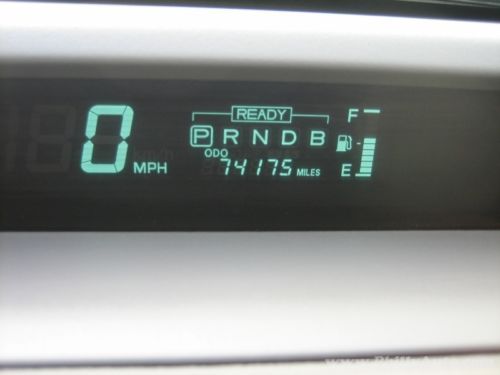 READY
0 MPH
P R N D B
ODO
74175 MILES
F
E